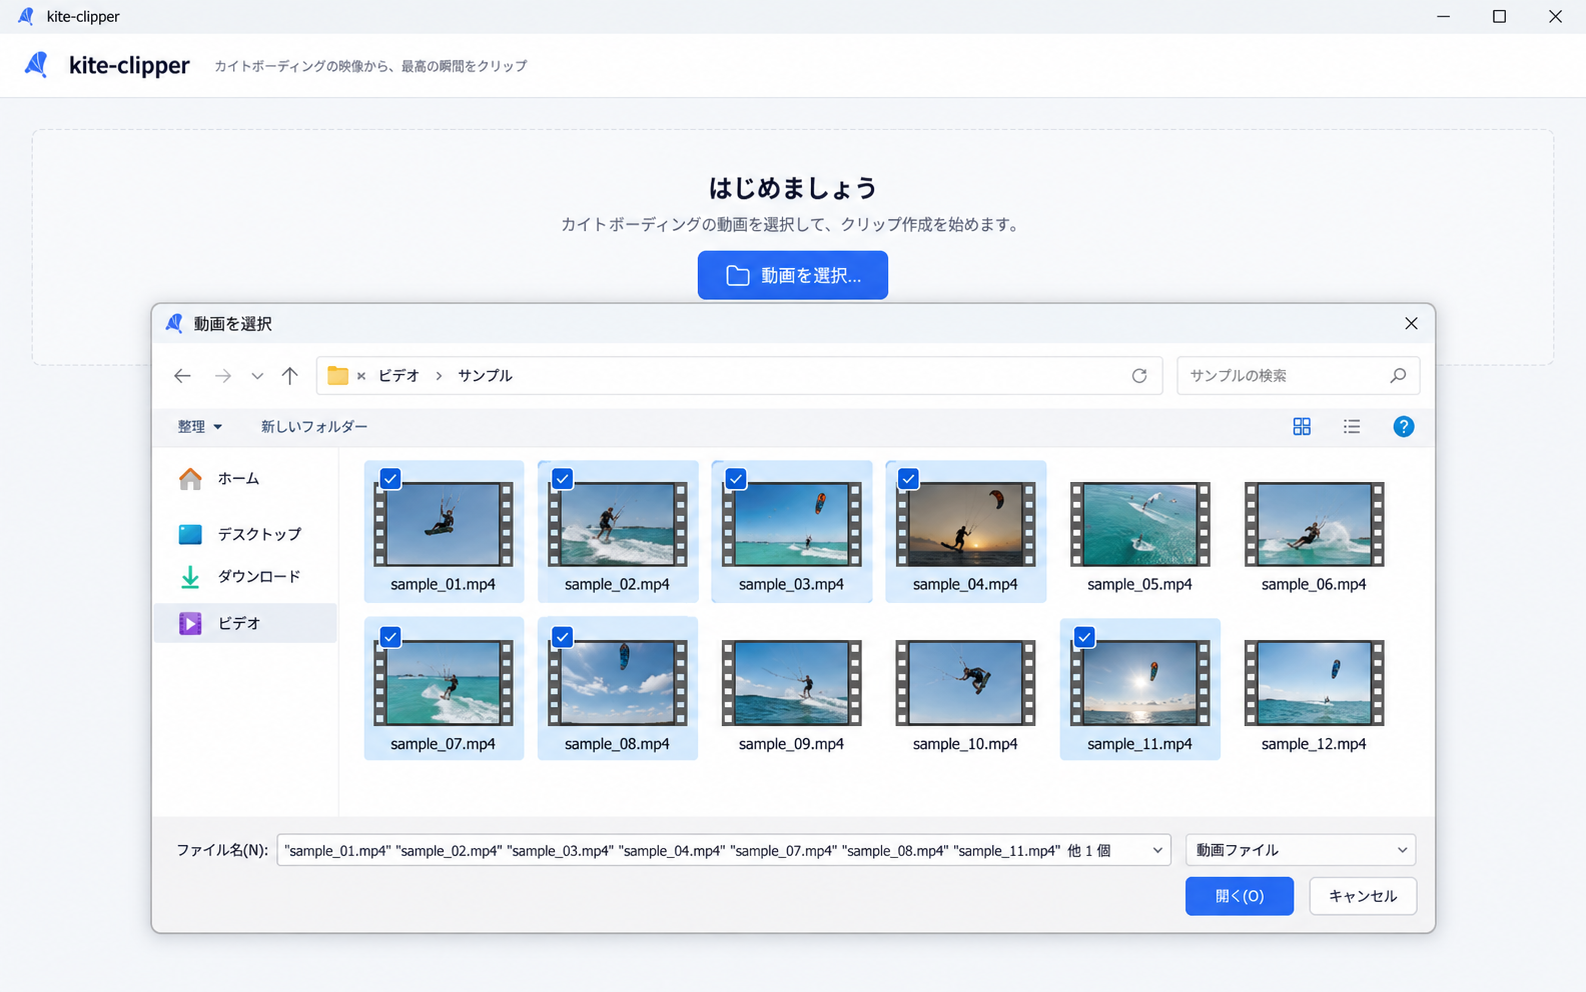 kite-clipper
kite-clipper カイトボーディングの映像から、最高の瞬間をクリップ
はじめましょう
カイトボーディングの動画を選択して、クリップ作成を始めます。
動画を選択...
動画を選択
ビデオ › サンプル
サンプルの検索
整理 新しいフォルダー
?
ホーム
デスクトップ
ダウンロード
ビデオ
sample_01.mp4 sample_02.mp4 sample_03.mp4 sample_04.mp4 sample_05.mp4 sample_06.mp4
sample_07.mp4 sample_08.mp4 sample_09.mp4 sample_10.mp4 sample_11.mp4 sample_12.mp4
ファイル名(N): "sample_01.mp4" "sample_02.mp4" "sample_03.mp4" "sample_04.mp4" "sample_07.mp4" "sample_08.mp4" "sample_11.mp4" 他 1 個
動画ファイル
開く(O) キャンセル